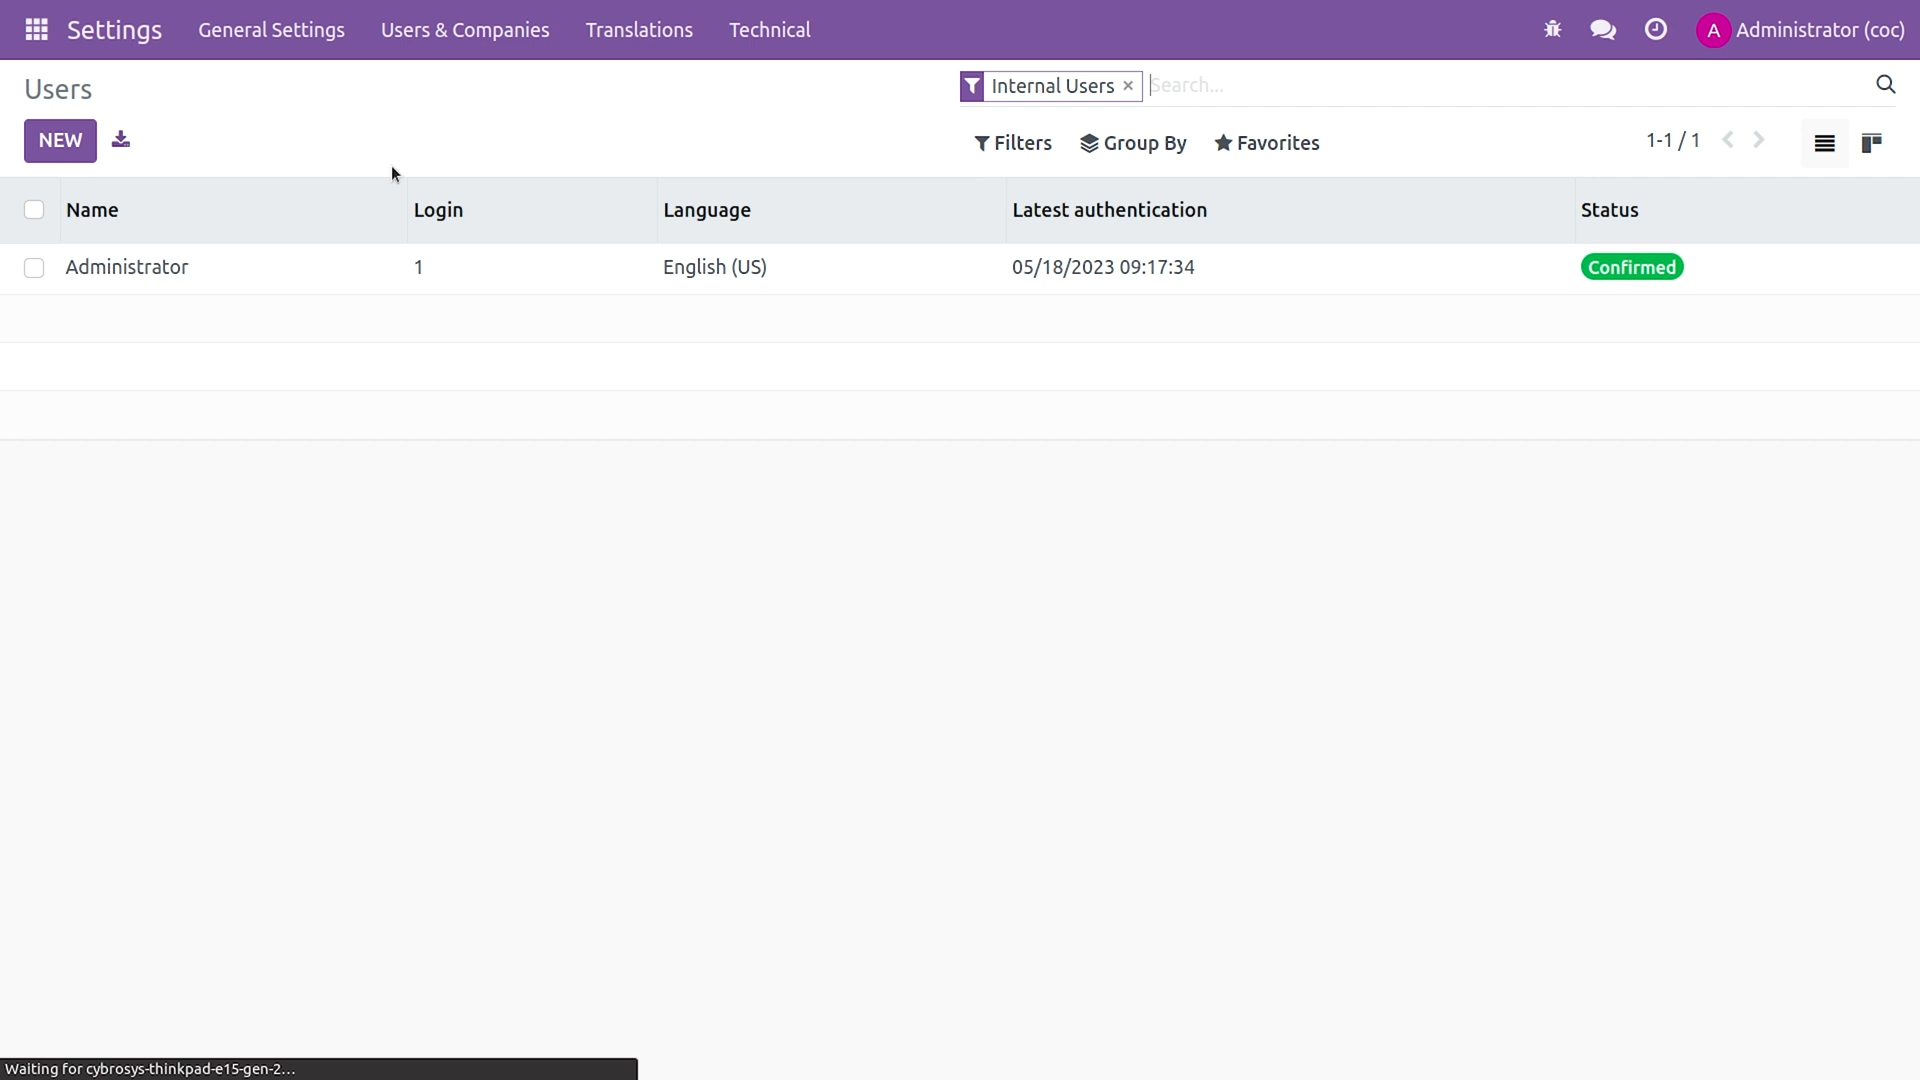 Settings General Settings Users & Companies Translations Technical A Administrator (coc)
Users Internal Users × Search...
NEW Filters Group By Favorites 1-1 / 1
Name Login Language Latest authentication Status
Administrator 1 English (US) 05/18/2023 09:17:34 Confirmed
Waiting for cybrosys-thinkpad-e15-gen-2...